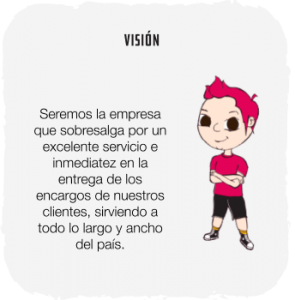 VISIÓN
Seremos la empresa
que sobresalga por un
excelente servicio e
inmediatez en la
entrega de los
encargos de nuestros
clientes, sirviendo a
todo lo largo y ancho
del país.